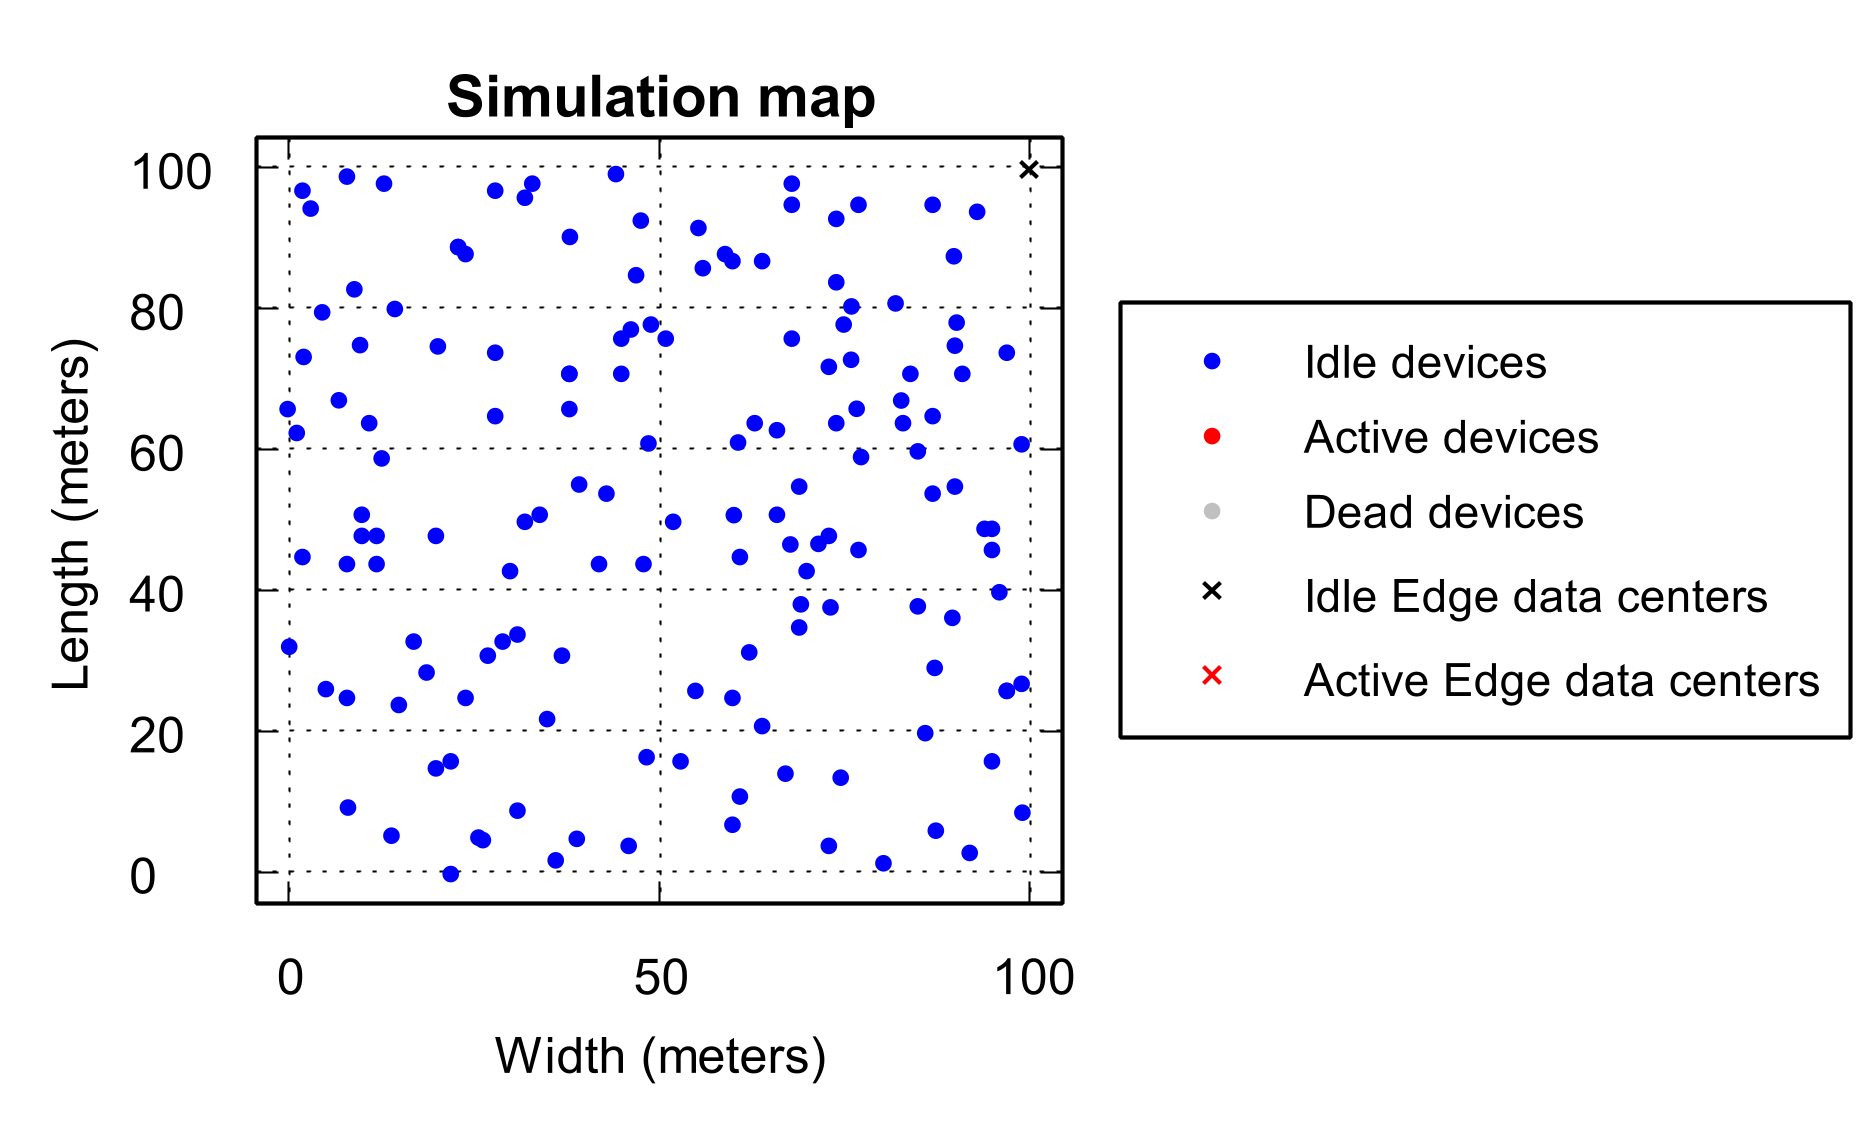 Simulation map
100
80
60
40
20
0
Length (meters)
0 50 100
Width (meters)
Idle devices
Active devices
Dead devices
Idle Edge data centers
Active Edge data centers